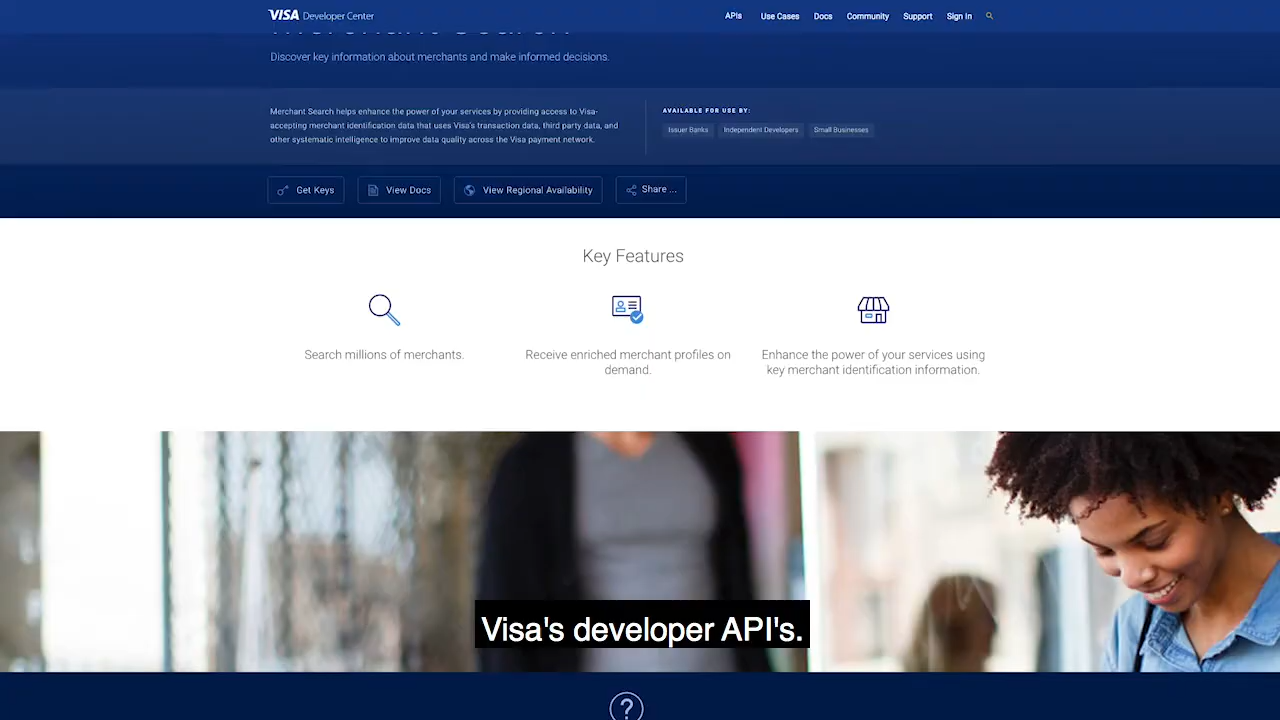 VISA Developer Center
APIs
Use Cases
Docs
Community
Support
Sign In
Merchant Search
Discover key information about merchants and make informed decisions.
Merchant Search helps enhance the power of your services by providing access to Visa-
accepting merchant identification data that uses Visa's transaction data, third party data, and
other systematic intelligence to improve data quality across the Visa payment network.
AVAILABLE FOR USE BY:
Issuer Banks
Independent Developers
Small Businesses
Get Keys
View Docs
View Regional Availability
Share ...
Key Features
Search millions of merchants.
Receive enriched merchant profiles on
demand.
Enhance the power of your services using
key merchant identification information.
Visa's developer API's.
?